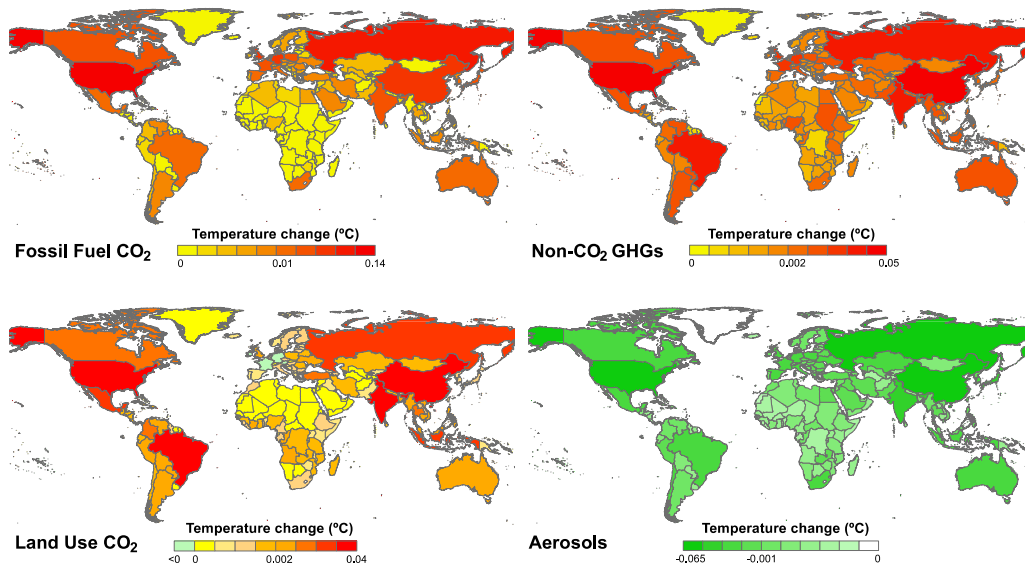 Temperature change (ºC)
Fossil Fuel CO₂
0 0.01 0.14
Temperature change (ºC)
Non-CO₂ GHGs
0 0.002 0.05
Temperature change (ºC)
Land Use CO₂
<0 0 0.002 0.04
Temperature change (ºC)
Aerosols
-0.065 -0.001 0